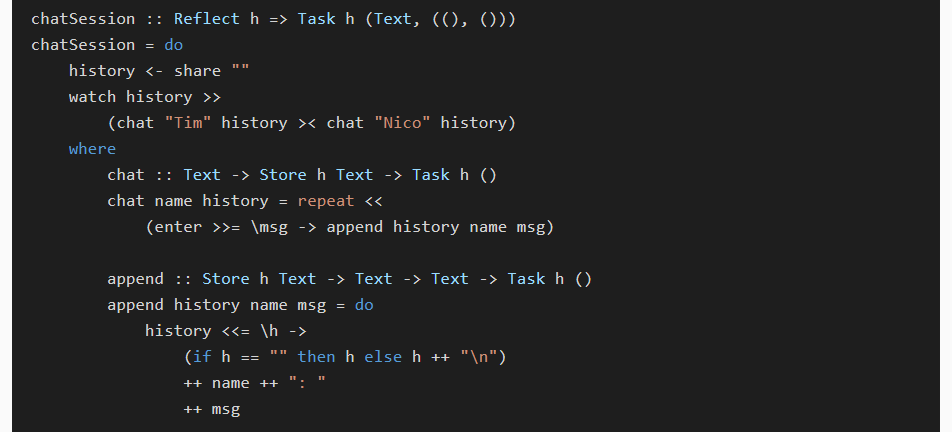 chatSession :: Reflect h => Task h (Text, ((), ()))
chatSession = do
    history <- share ""
    watch history >>
        (chat "Tim" history >< chat "Nico" history)
    where
        chat :: Text -> Store h Text -> Task h ()
        chat name history = repeat <<
            (enter >>= \msg -> append history name msg)

        append :: Store h Text -> Text -> Text -> Task h ()
        append history name msg = do
            history <<= \h ->
                (if h == "" then h else h ++ "\n")
                ++ name ++ ": "
                ++ msg